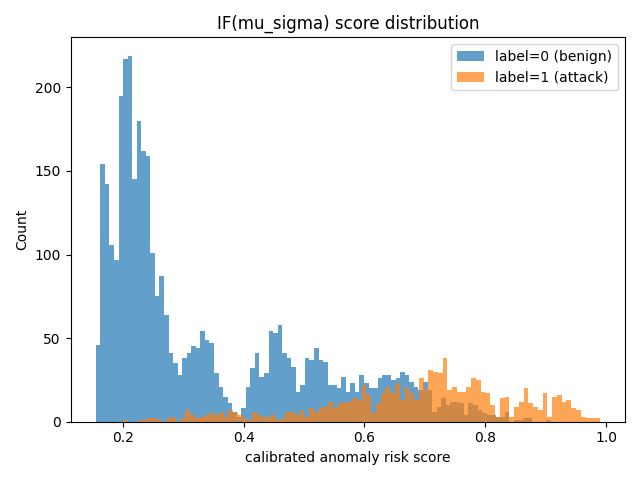 IF(mu_sigma) score distribution
label=0 (benign)
label=1 (attack)
Count
200
150
100
50
0
0.2 0.4 0.6 0.8 1.0
calibrated anomaly risk score